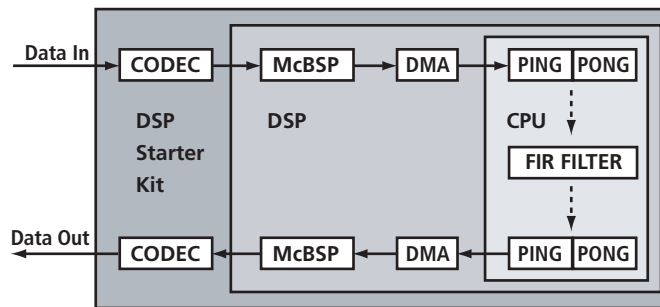 Data In
CODEC
McBSP
DMA
PING PONG
DSP
Starter
Kit
DSP
CPU
FIR FILTER
Data Out
CODEC
McBSP
DMA
PING PONG